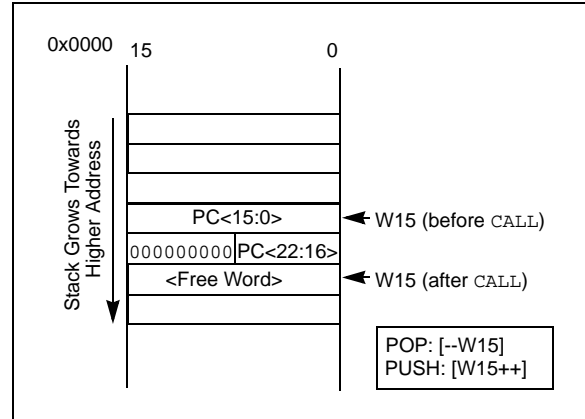 0x0000
15 0
Stack Grows Towards
Higher Address
PC<15:0>
W15 (before CALL)
000000000 PC<22:16>
<Free Word>
W15 (after CALL)
POP: [--W15]
PUSH: [W15++]